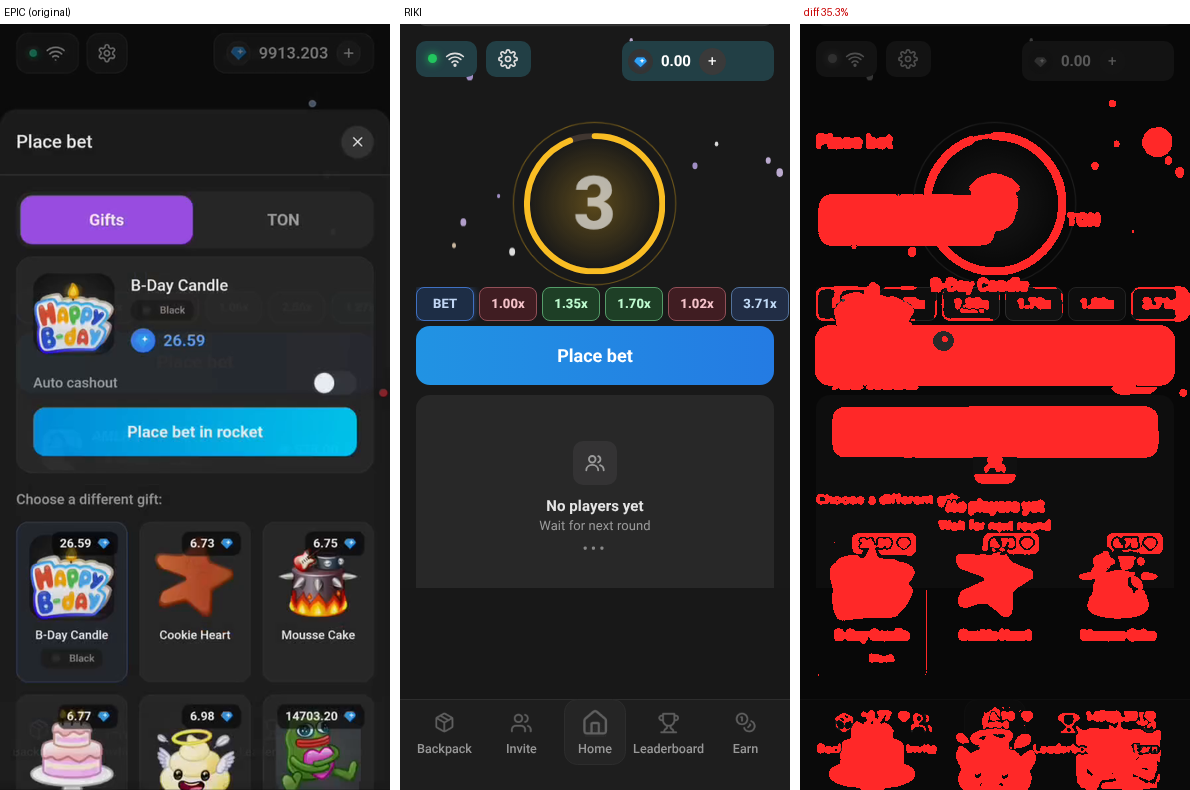 EPIC (original)
9913.203 +
Place bet
Gifts
TON
B-Day Candle
Black
26.59
Auto cashout
Place bet in rocket
Choose a different gift:
26.59
6.73
6.75
HAPPY B-DAY
B-Day Candle
Cookie Heart
Mousse Cake
Black
6.77
6.98
14703.20
RIKI
0.00 +
3
BET
1.00x
1.35x
1.70x
1.02x
3.71x
Place bet
No players yet
Wait for next round
Backpack
Invite
Home
Leaderboard
Earn
diff 35.3%
0.00 +
Place bet
TON
B-Day Candle
Choose a different gift
No players yet
Wait for next round
B-Day Candle
Cookie Heart
Mousse Cake
Black